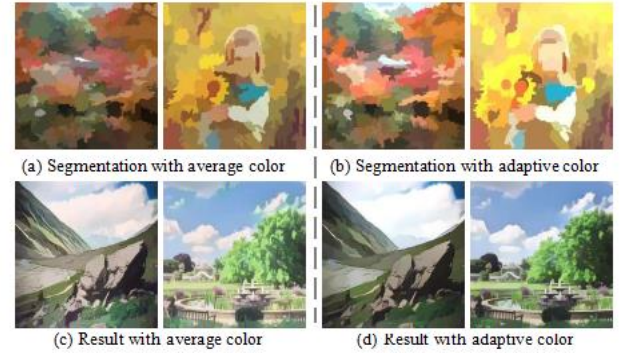 (a) Segmentation with average color
(b) Segmentation with adaptive color
(c) Result with average color
(d) Result with adaptive color